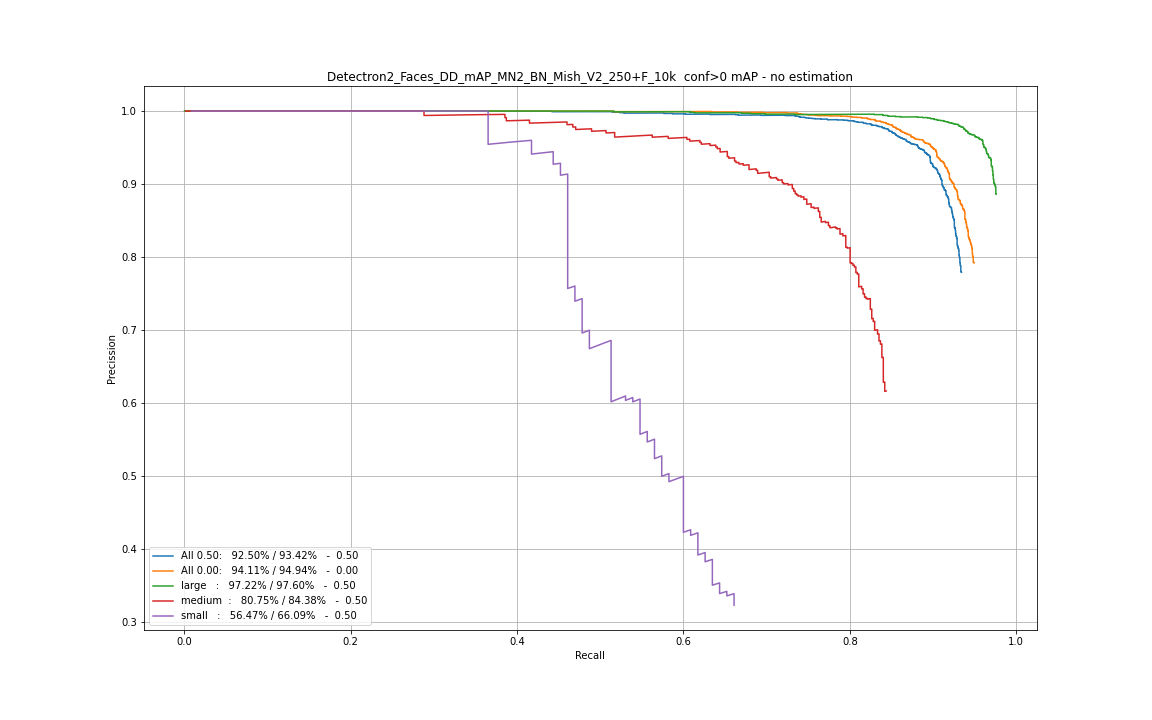 Detectron2_Faces_DD_mAP_MN2_BN_Mish_V2_250+F_10k  conf>0 mAP - no estimation
1.0
0.9
0.8
0.7
0.6
0.5
0.4
0.3
Precission
All 0.50:   92.50% / 93.42%   -  0.50
All 0.00:   94.11% / 94.94%   -  0.00
large   :   97.22% / 97.60%   -  0.50
medium  :   80.75% / 84.38%   -  0.50
small   :   56.47% / 66.09%   -  0.50
0.0 0.2 0.4 0.6 0.8 1.0
Recall